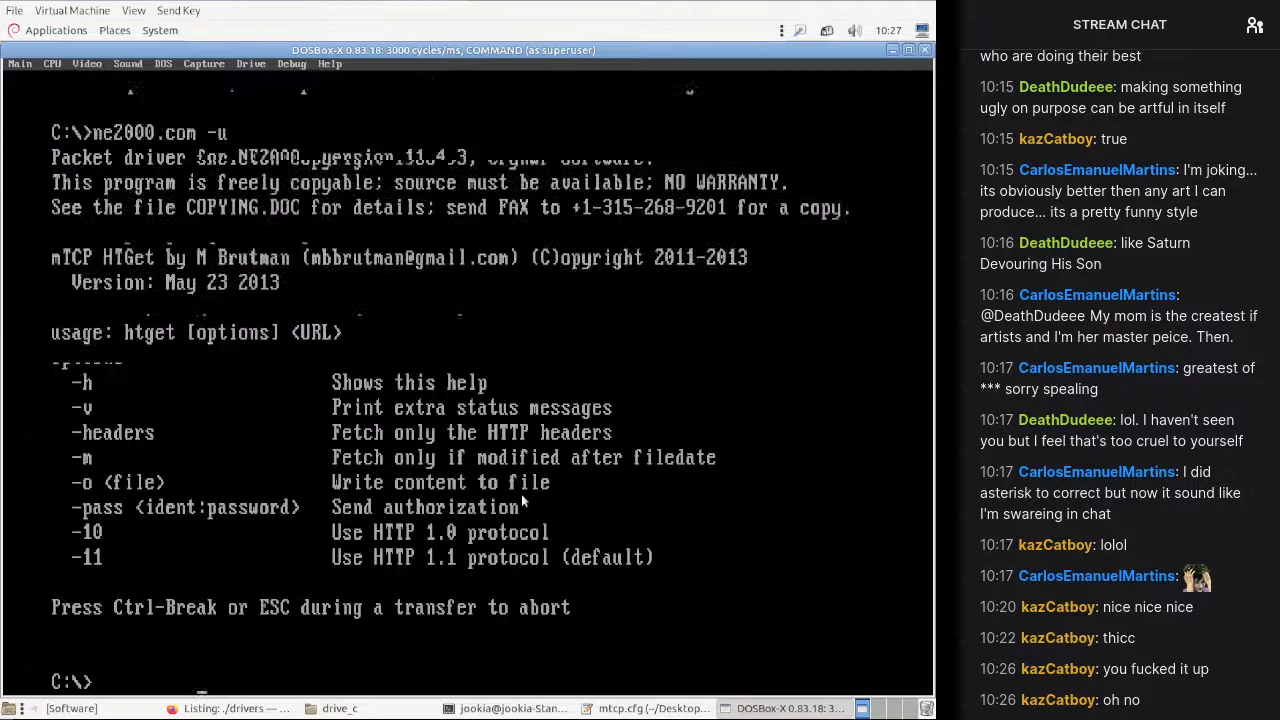 File Virtual Machine View Send Key
Applications Places System 10:27
DOSBox-X 0.83.18: 3000 cycles/ms, COMMAND (as superuser)
Main CPU Video Sound DOS Capture Drive Debug Help
C:\>ne2000.com -u
Packet driver
This program is freely copyable; source must be available; NO WARRANTY.
See the file COPYING.DOC for details; send FAX to +1-315-268-9201 for a copy.
mTCP HTGet by M Brutman (mbbrutman@gmail.com) (C)opyright 2011-2013
Version: May 23 2013
usage: htget [options] <URL>
-h Shows this help
-v Print extra status messages
-headers Fetch only the HTTP headers
-m Fetch only if modified after filedate
-o <file> Write content to file
-pass <ident:password> Send authorization
-10 Use HTTP 1.0 protocol
-11 Use HTTP 1.1 protocol (default)
Press Ctrl-Break or ESC during a transfer to abort
C:\>
[Software] Listing: ./drivers — ... drive_c jookia@jookia-Stan... mtcp.cfg (~/Desktop... DOSBox-X 0.83.18: 3...
STREAM CHAT
who are doing their best
10:15 DeathDudeee: making something
ugly on purpose can be artful in itself
10:15 kazCatboy: true
10:15 CarlosEmanuelMartins: I'm joking...
its obviously better then any art I can
produce... its a pretty funny style
10:16 DeathDudeee: like Saturn
Devouring His Son
10:16 CarlosEmanuelMartins:
@DeathDudeee My mom is the createst if
artists and I'm her master peice. Then.
10:17 CarlosEmanuelMartins: greatest of
*** sorry spealing
10:17 DeathDudeee: lol. I haven't seen
you but I feel that's too cruel to yourself
10:17 CarlosEmanuelMartins: I did
asterisk to correct but now it sound like
I'm swareing in chat
10:17 kazCatboy: lolol
10:17 CarlosEmanuelMartins:
10:20 kazCatboy: nice nice nice
10:22 kazCatboy: thicc
10:26 kazCatboy: you fucked it up
10:26 kazCatboy: oh no